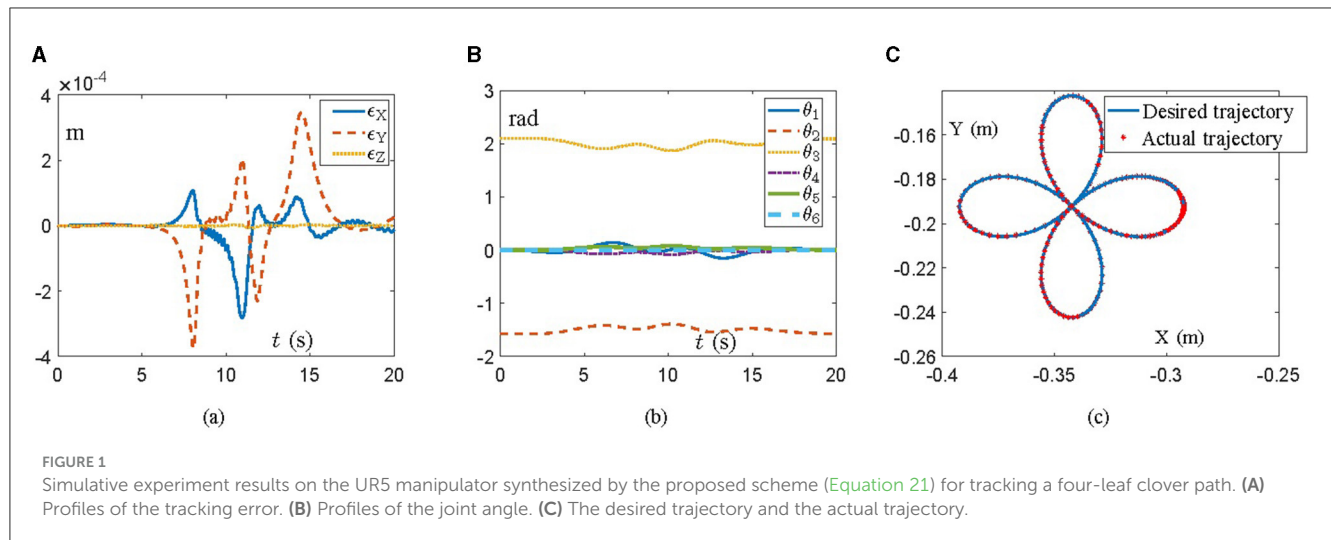 A
B
C
×10⁻⁴
4
2
0
-2
-4
m
ϵX
ϵY
ϵZ
t (s)
0
5
10
15
20
(a)
3
2
1
0
-1
-2
rad
θ1
θ2
θ3
θ4
θ5
θ6
t (s)
0
5
10
15
20
(b)
-0.16
-0.18
-0.2
-0.22
-0.24
-0.26
Y (m)
Desired trajectory
Actual trajectory
X (m)
-0.4
-0.35
-0.3
-0.25
(c)
FIGURE 1
Simulative experiment results on the UR5 manipulator synthesized by the proposed scheme (Equation 21) for tracking a four-leaf clover path. (A)
Profiles of the tracking error. (B) Profiles of the joint angle. (C) The desired trajectory and the actual trajectory.